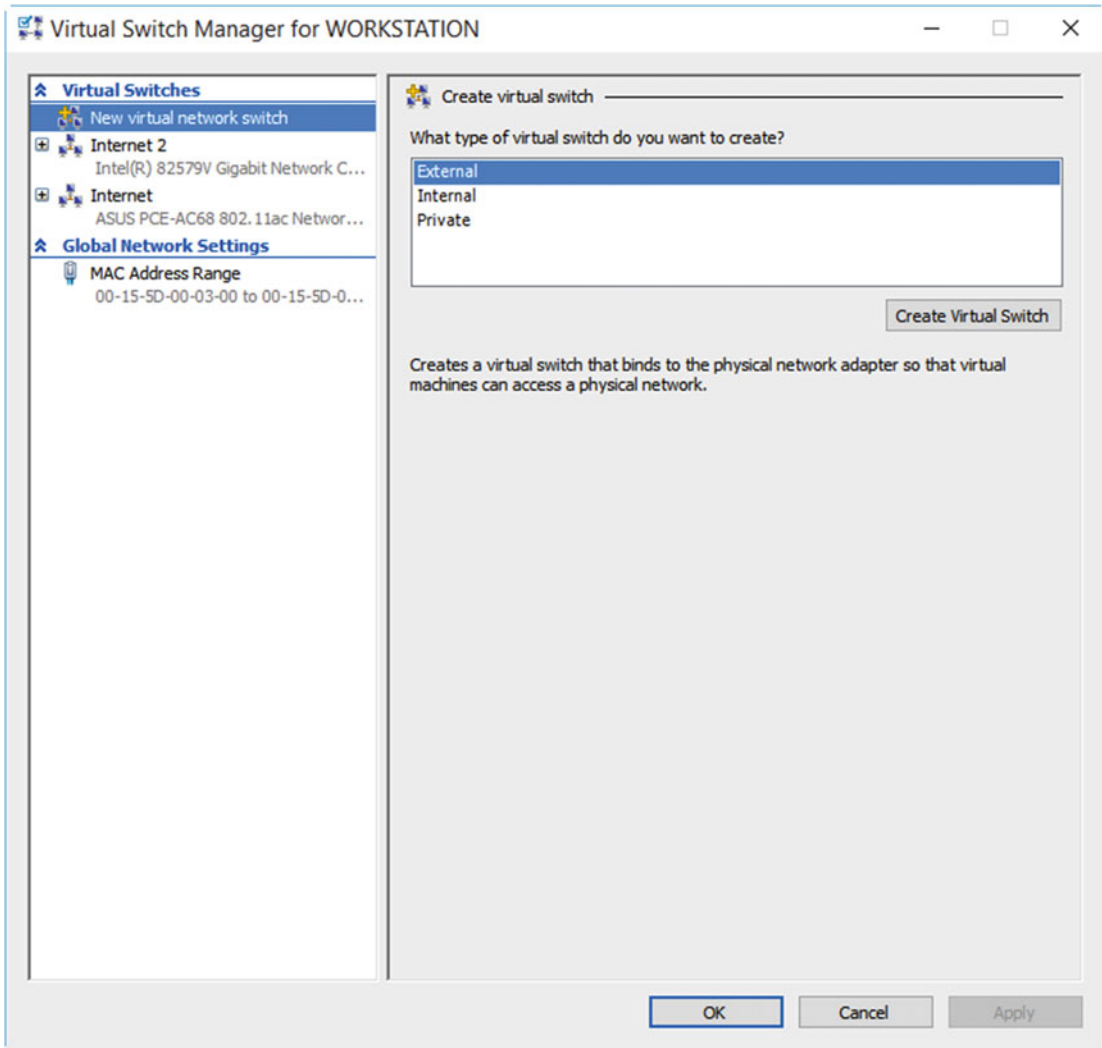 Virtual Switch Manager for WORKSTATION
Virtual Switches
New virtual network switch
Internet 2
Intel(R) 82579V Gigabit Network C...
Internet
ASUS PCE-AC68 802.11ac Networ...
Global Network Settings
MAC Address Range
00-15-5D-00-03-00 to 00-15-5D-0...
Create virtual switch
What type of virtual switch do you want to create?
External
Internal
Private
Create Virtual Switch
Creates a virtual switch that binds to the physical network adapter so that virtual
machines can access a physical network.
OK
Cancel
Apply